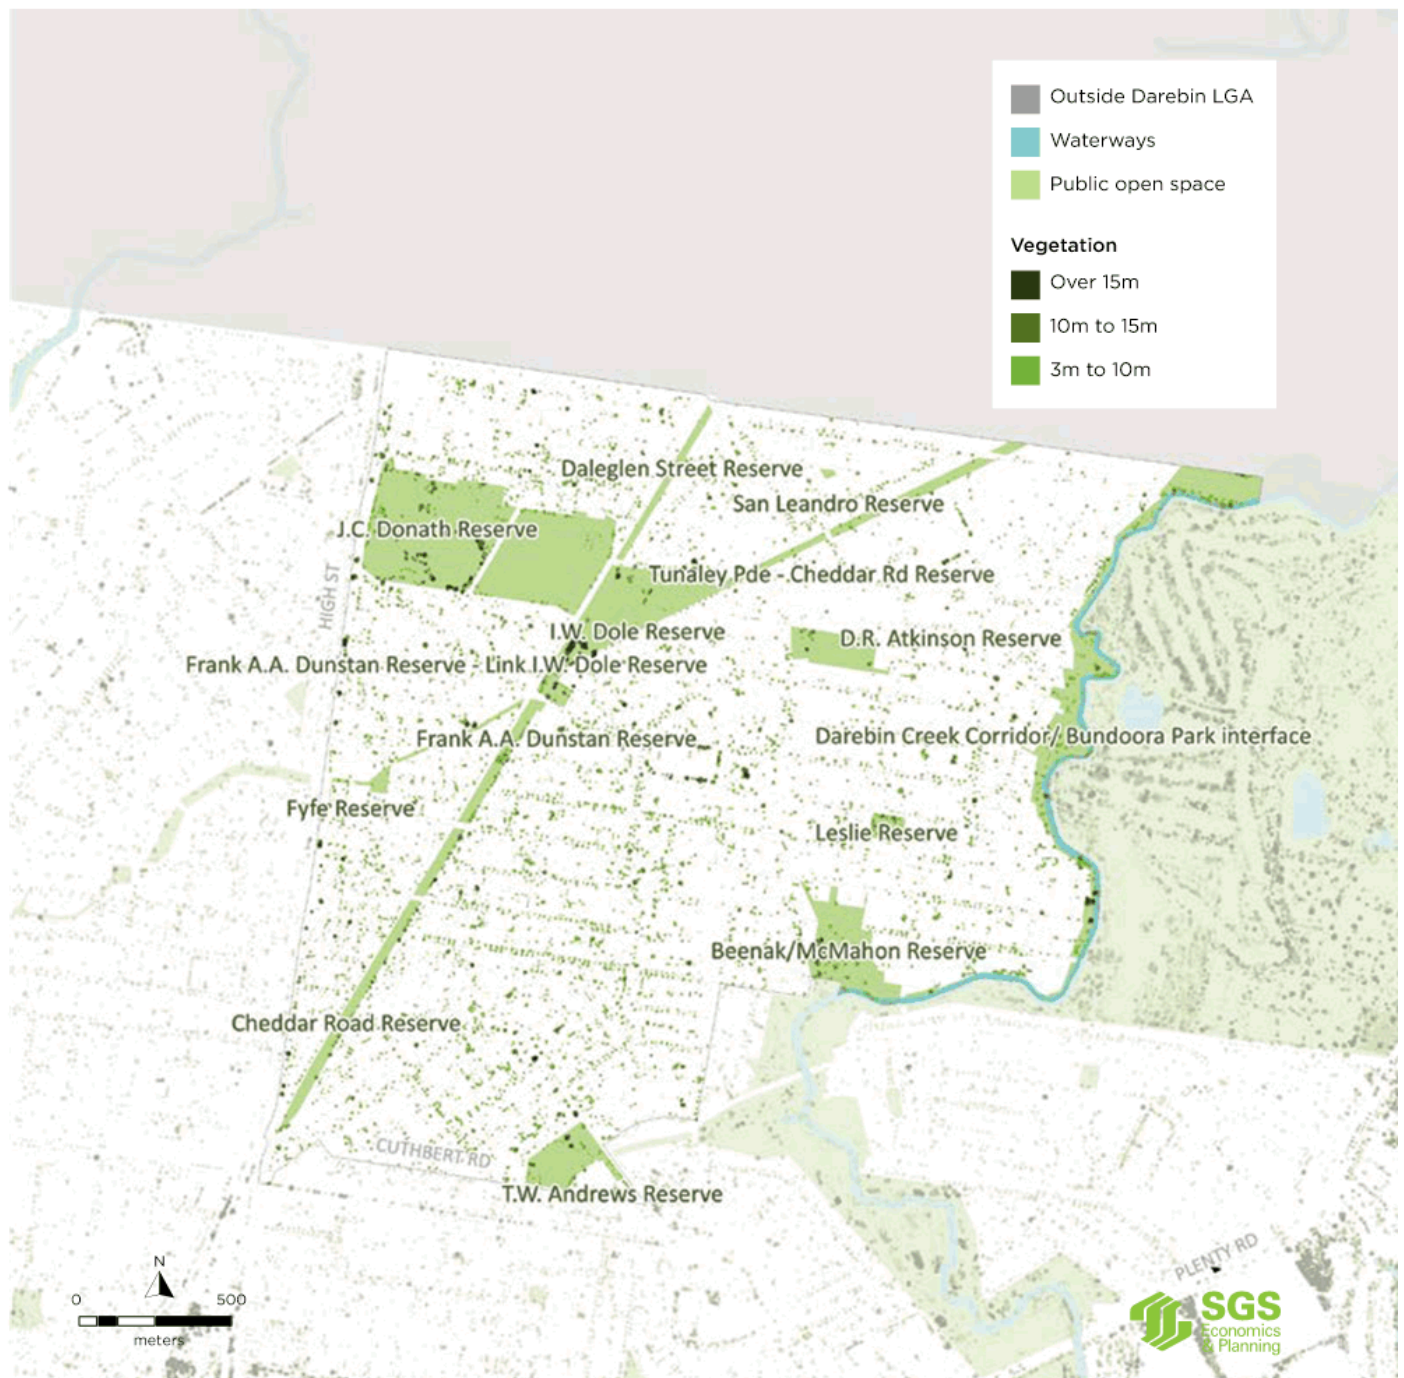 Outside Darebin LGA
Waterways
Public open space
Vegetation
Over 15m
10m to 15m
3m to 10m
Daleglen Street Reserve
San Leandro Reserve
J.C. Donath Reserve
Tunaley Pde - Cheddar Rd Reserve
HIGH ST
I.W. Dole Reserve
D.R. Atkinson Reserve
Frank A.A. Dunstan Reserve - Link I.W. Dole Reserve
Frank A.A. Dunstan Reserve
Darebin Creek Corridor/ Bundoora Park interface
Fyfe Reserve
Leslie Reserve
Beenak/McMahon Reserve
Cheddar Road Reserve
CUTHBERT RD
T.W. Andrews Reserve
PLENTY RD
N
0 500
meters
SGS
Economics
& Planning